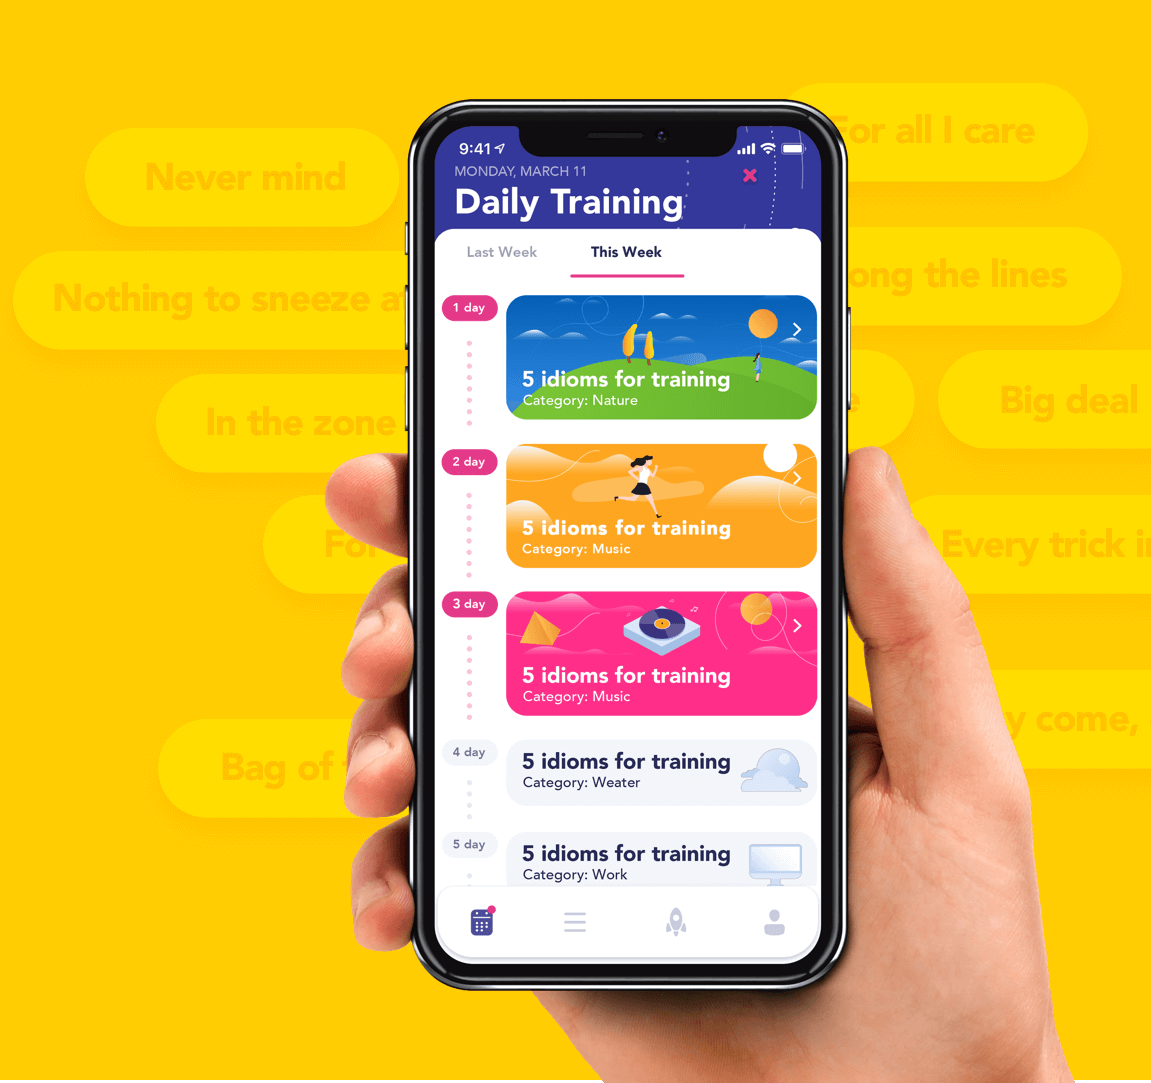 Never mind
For all I care
Nothing to sneeze
the lines
In the zone
Big deal
Every trick
Bag of
come,
9:41
MONDAY, MARCH 11
Daily Training
Last Week
This Week
1 day
5 idioms for training
Category: Nature
2 day
5 idioms for training
Category: Music
3 day
5 idioms for training
Category: Music
4 day
5 idioms for training
Category: Weater
5 day
5 idioms for training
Category: Work